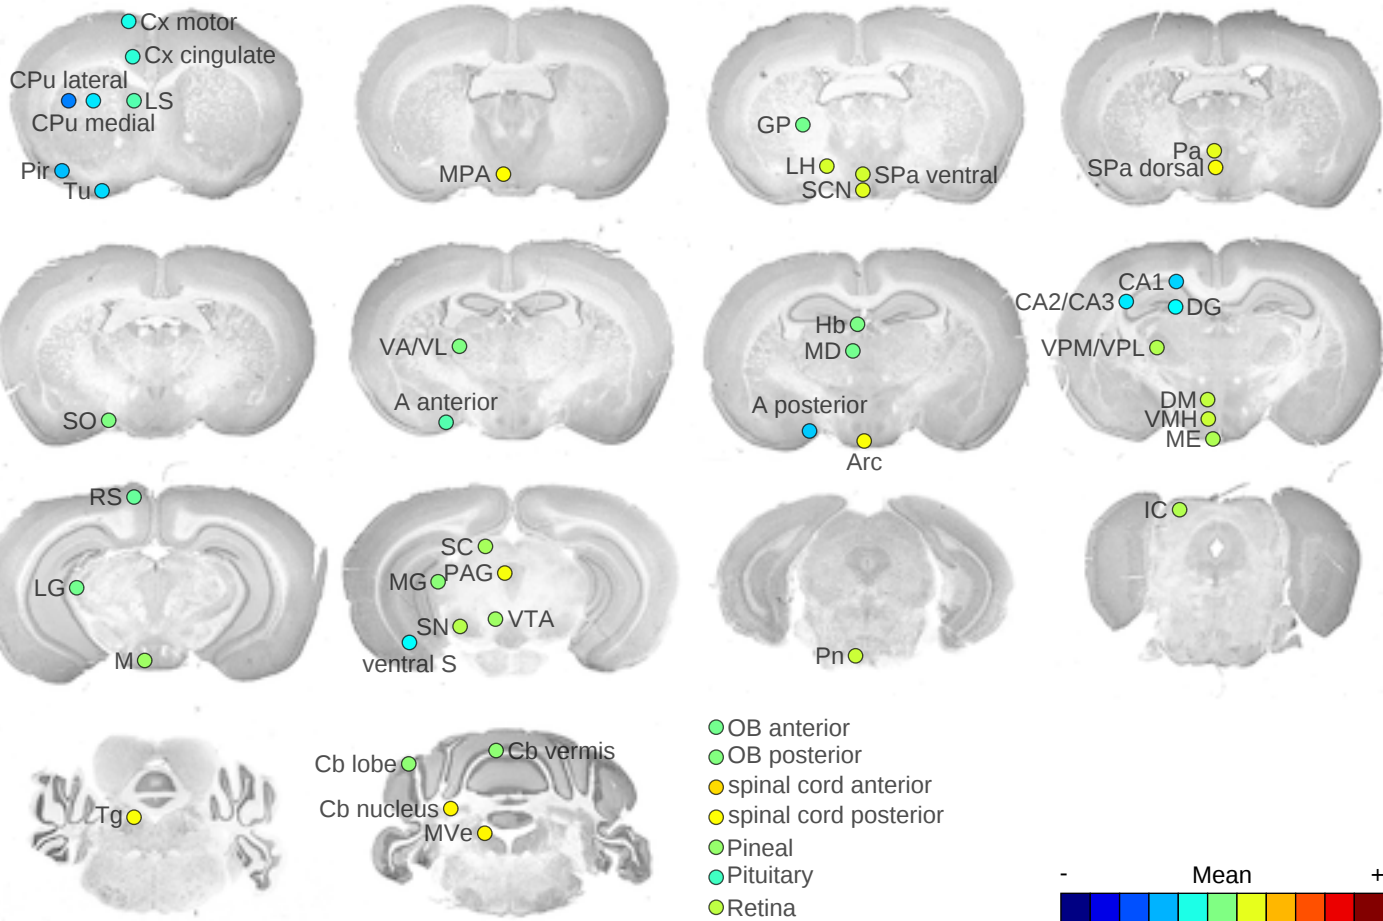 Cx motor
Cx cingulate
CPu lateral
LS
CPu medial
Pir
Tu
MPA
GP
LH
SPa ventral
SCN
Pa
SPa dorsal
SO
VA/VL
A anterior
Hb
MD
A posterior
Arc
CA1
CA2/CA3
DG
VPM/VPL
DM
VMH
ME
RS
LG
M
SC
PAG
MG
VTA
SN
ventral S
Pn
IC
Tg
Cb vermis
Cb lobe
Cb nucleus
MVe
OB anterior
OB posterior
spinal cord anterior
spinal cord posterior
Pineal
Pituitary
Retina
- Mean +